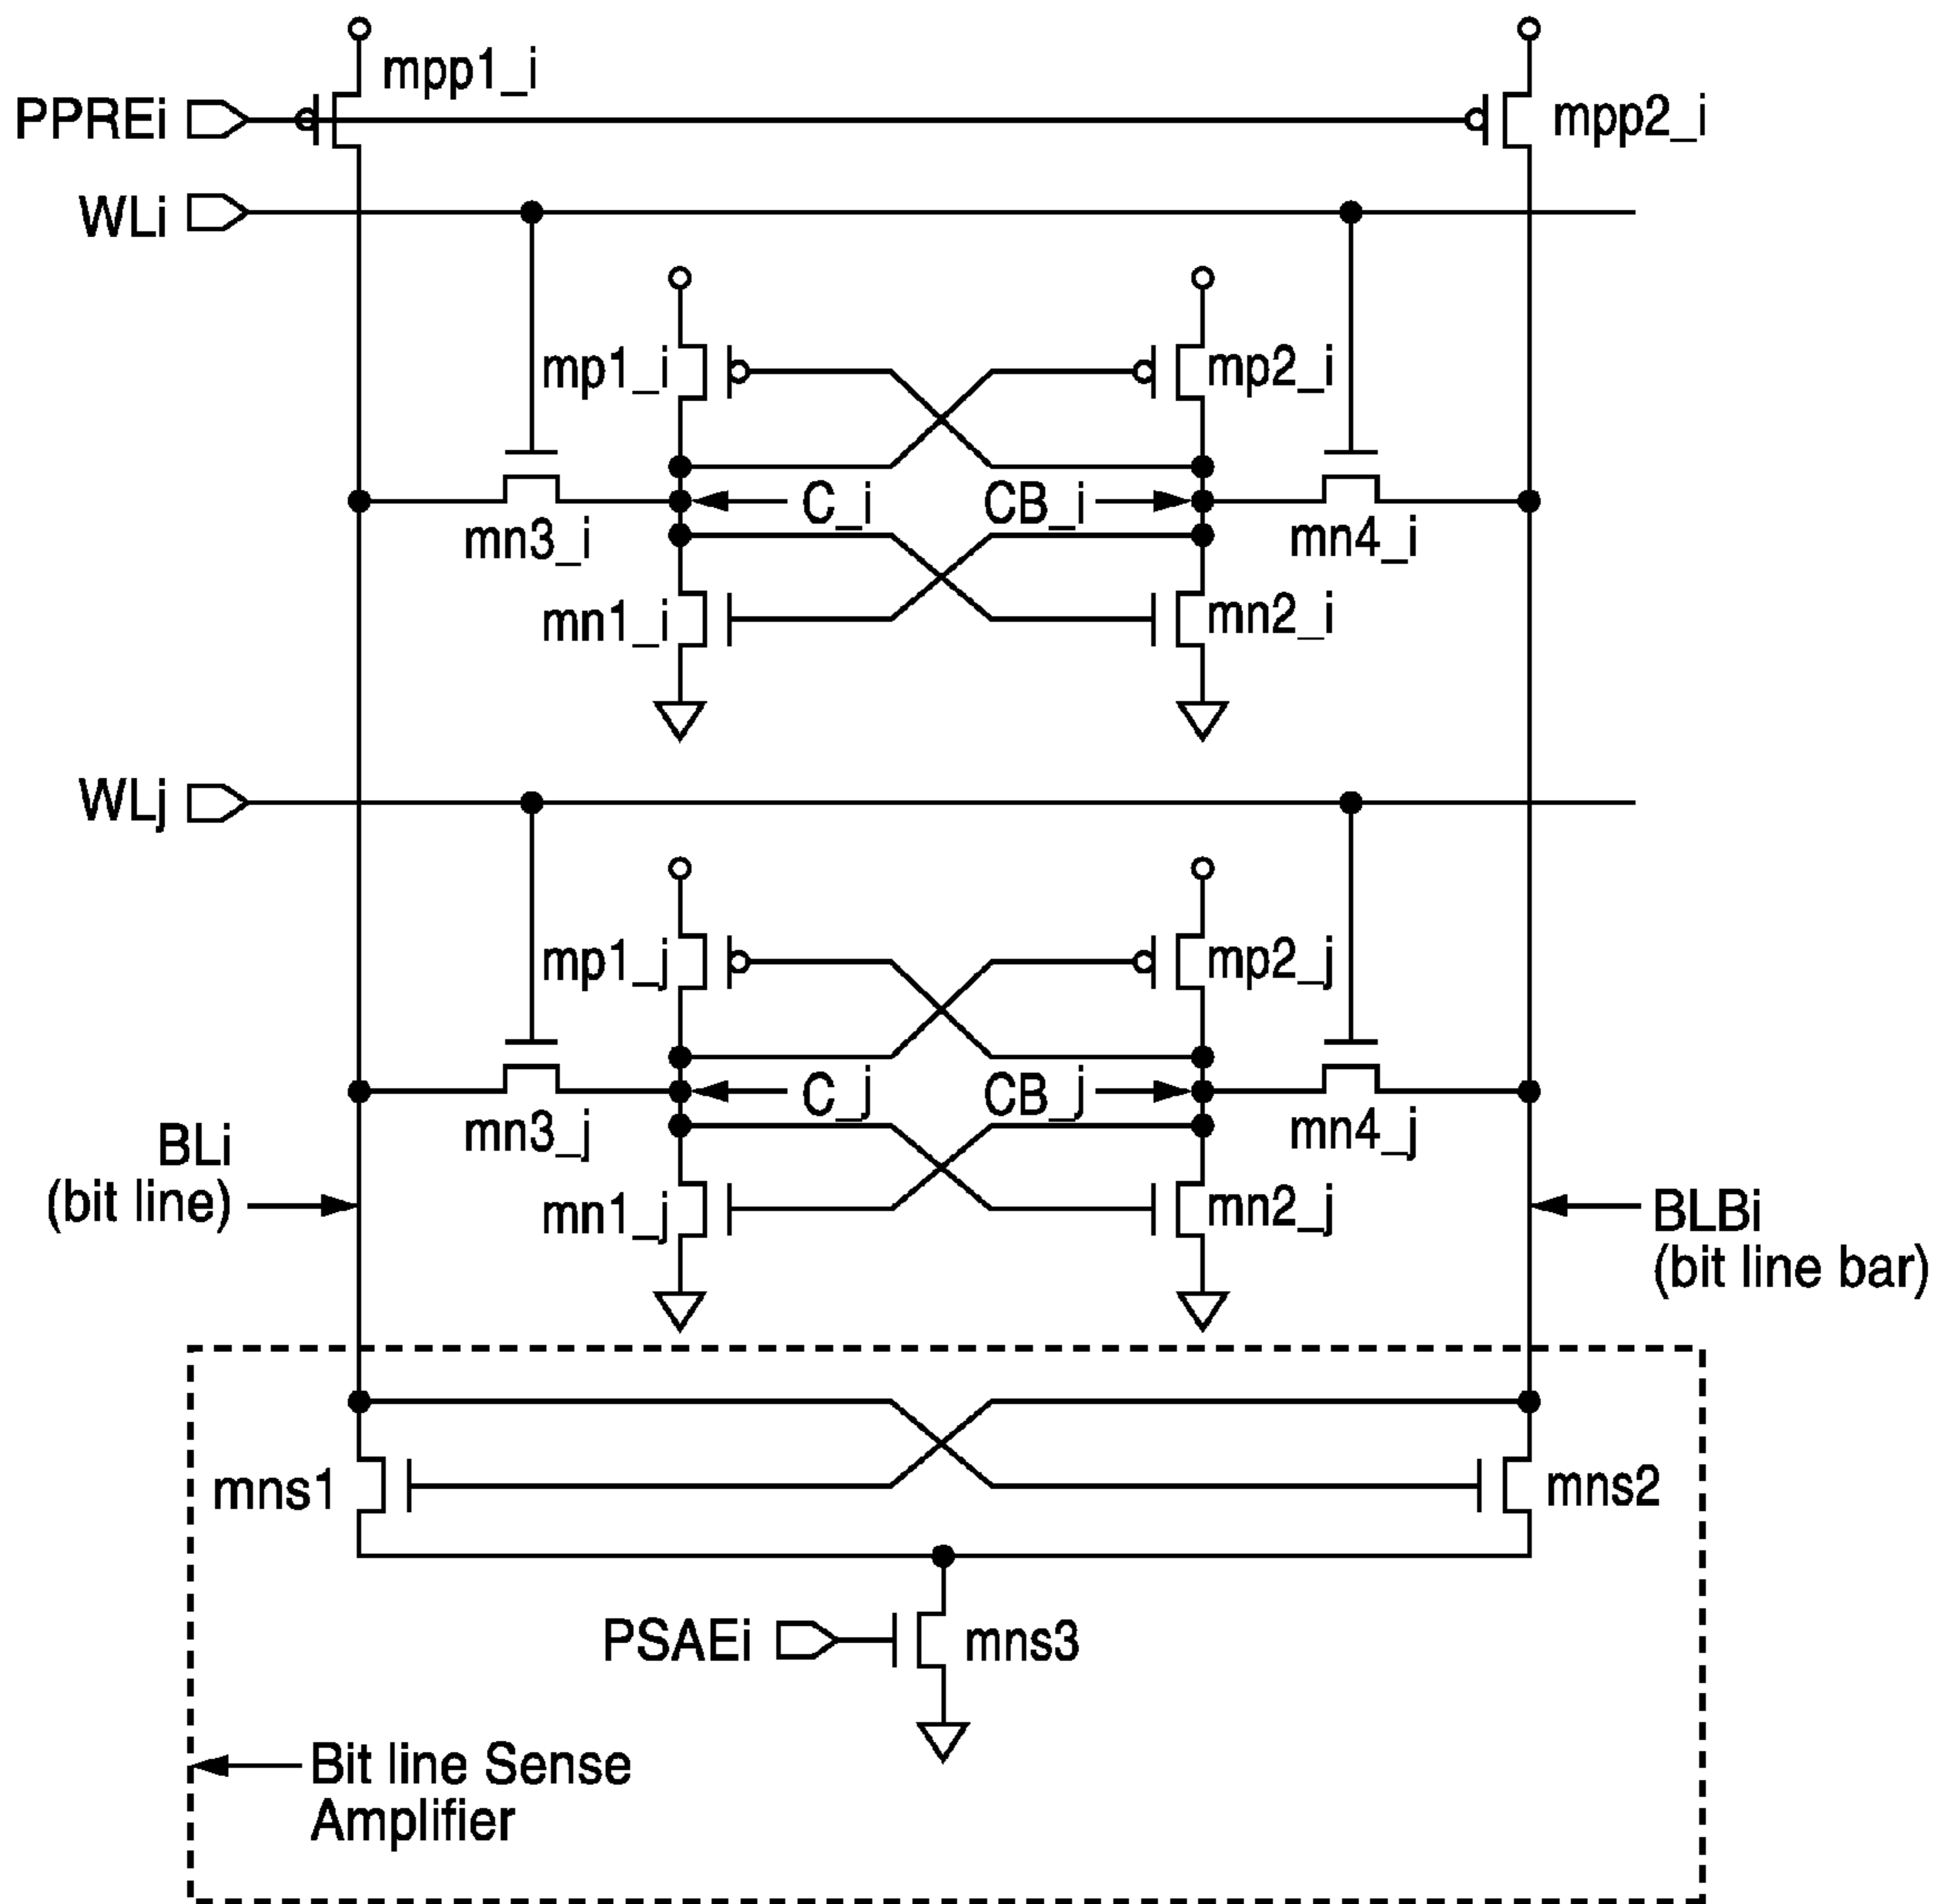 mpp1_i
PPREi
mpp2_i
WLi
mp1_i
mp2_i
C_i
CB_i
mn3_i
mn4_i
mn1_i
mn2_i
WLj
mp1_j
mp2_j
C_j
CB_j
mn3_j
mn4_j
BLi
(bit line)
mn1_j
mn2_j
BLBi
(bit line bar)
mns1
mns2
PSAEi
mns3
Bit line Sense
Amplifier